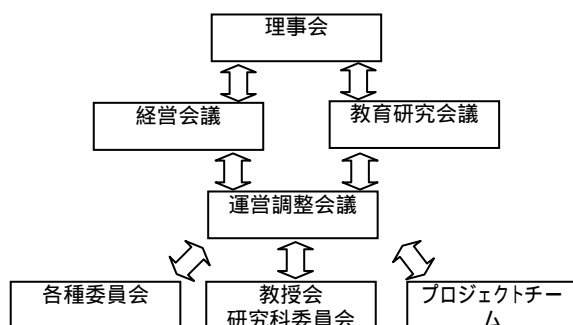 理事会
経営会議
教育研究会議
運営調整会議
各種委員会
教授会
研究科委員会
プロジェクトチー
ム